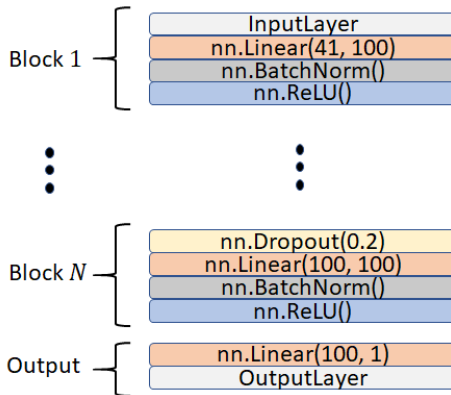 InputLayer
Block 1
nn.Linear(41, 100)
nn.BatchNorm()
nn.ReLU()
nn.Dropout(0.2)
Block N
nn.Linear(100, 100)
nn.BatchNorm()
nn.ReLU()
Output
nn.Linear(100, 1)
OutputLayer